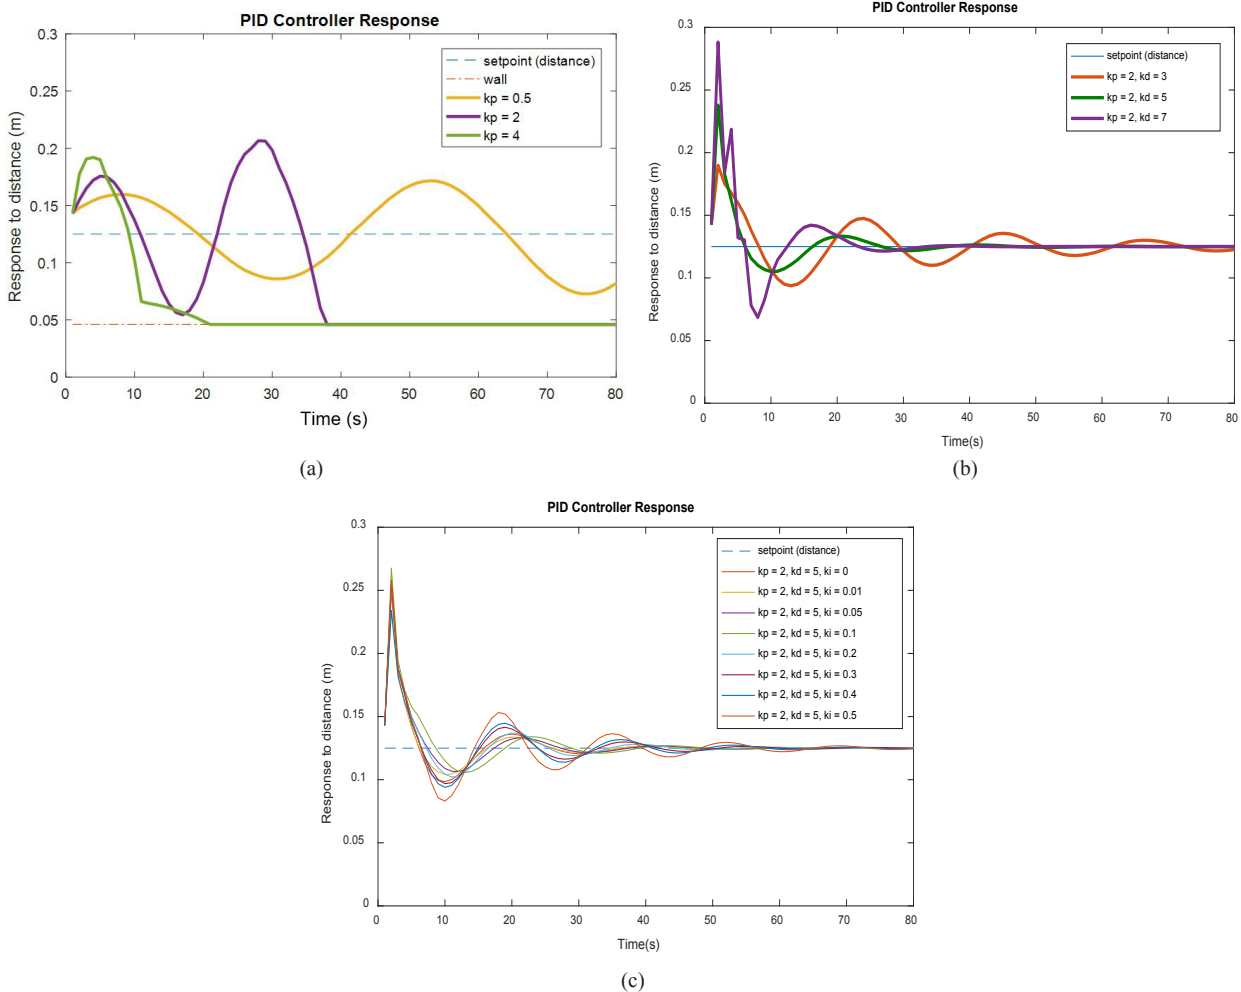 (a)
PID Controller Response
0.3
0.25
0.2
0.15
0.1
0.05
0
Response to distance (m)
0 10 20 30 40 50 60 70 80
Time (s)
setpoint (distance)
wall
kp = 0.5
kp = 2
kp = 4
(a)
(b)
PID Controller Response
0.3
0.25
0.2
0.15
0.1
0.05
0
Response to distance (m)
0 10 20 30 40 50 60 70 80
Time(s)
setpoint (distance)
kp = 2, kd = 3
kp = 2, kd = 5
kp = 2, kd = 7
(b)
PID Controller Response
0.3
0.25
0.2
0.15
0.1
0.05
0
Response to distance (m)
0 10 20 30 40 50 60 70 80
Time(s)
setpoint (distance)
kp = 2, kd = 5, ki = 0
kp = 2, kd = 5, ki = 0.01
kp = 2, kd = 5, ki = 0.05
kp = 2, kd = 5, ki = 0.1
kp = 2, kd = 5, ki = 0.2
kp = 2, kd = 5, ki = 0.3
kp = 2, kd = 5, ki = 0.4
kp = 2, kd = 5, ki = 0.5
(c)